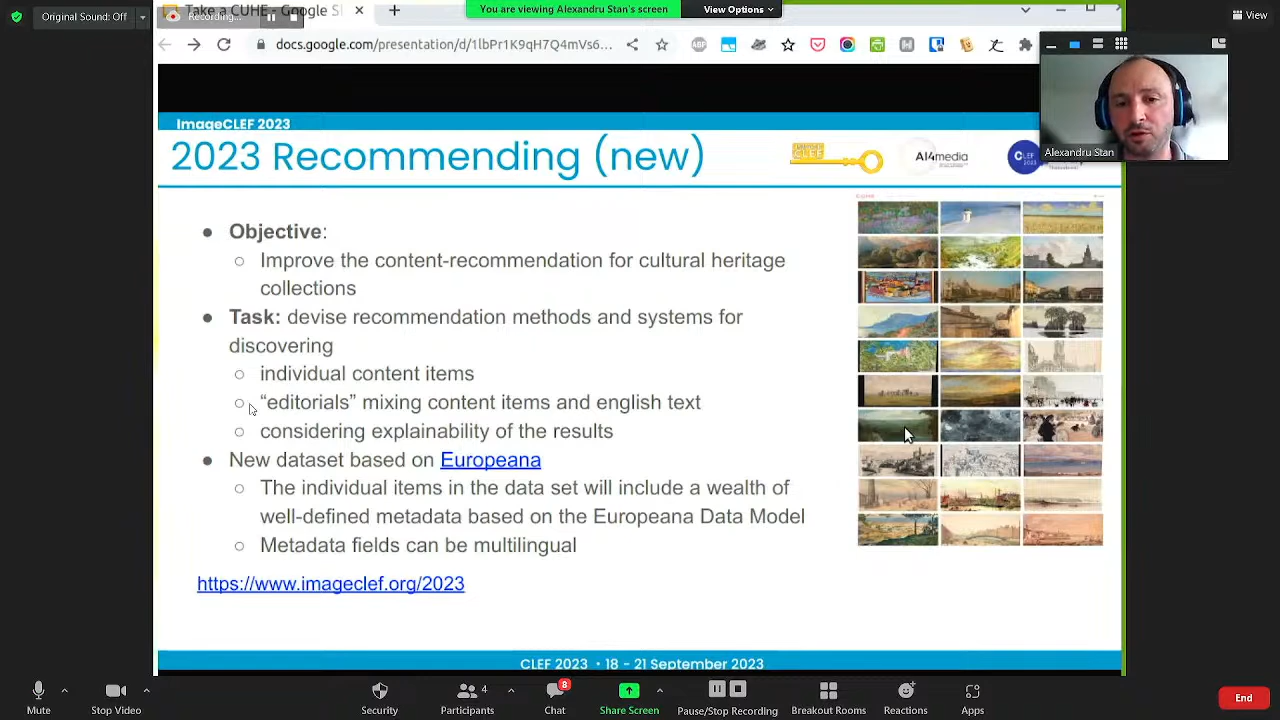 Original Sound: Off
Take a CUHE - Google Sl
Recording...
You are viewing Alexandru Stan's screen
View Options
View
docs.google.com/presentation/d/1lbPr1K9qH7Q4mVs6...
ABP
ImageCLEF 2023
2023 Recommending (new)
AI4media
Alexandru Stan
● Objective:
○ Improve the content-recommendation for cultural heritage
collections
● Task: devise recommendation methods and systems for
discovering
○ individual content items
○ “editorials” mixing content items and english text
○ considering explainability of the results
● New dataset based on Europeana
○ The individual items in the data set will include a wealth of
well-defined metadata based on the Europeana Data Model
○ Metadata fields can be multilingual
https://www.imageclef.org/2023
CLEF 2023 • 18 - 21 September 2023
8
Mute
Stop Video
Security
Participants
Chat
Share Screen
Pause/Stop Recording
Breakout Rooms
Reactions
Apps
End